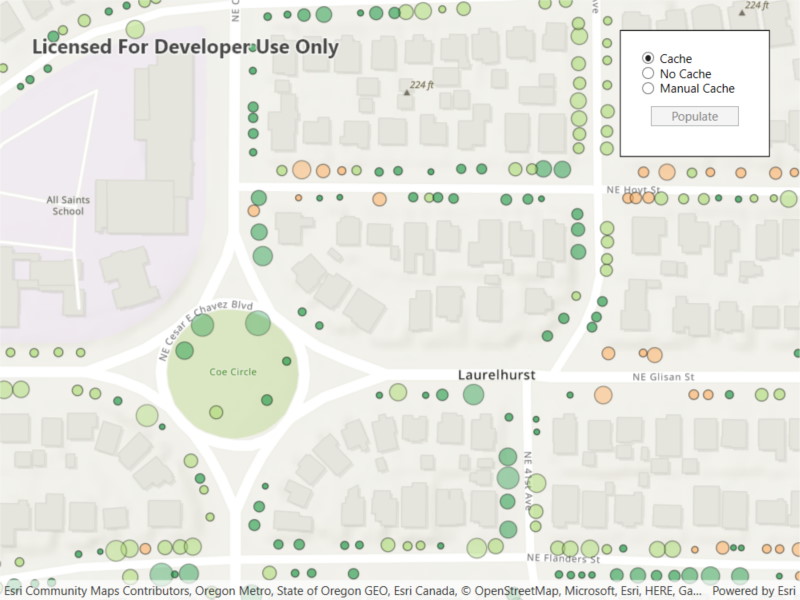 NE C
Ave
224 ft
Licensed For Developer Use Only
Cache
No Cache
Manual Cache
Populate
224 ft
NE Hoyt St
All Saints
School
NE Cesar E Chavez Blvd
Coe Circle
Laurelhurst
NE Glisan St
NE 41st Ave
NE Flanders St
Esri Community Maps Contributors, Oregon Metro, State of Oregon GEO, Esri Canada, © OpenStreetMap, Microsoft, Esri, HERE, Ga... Powered by Esri